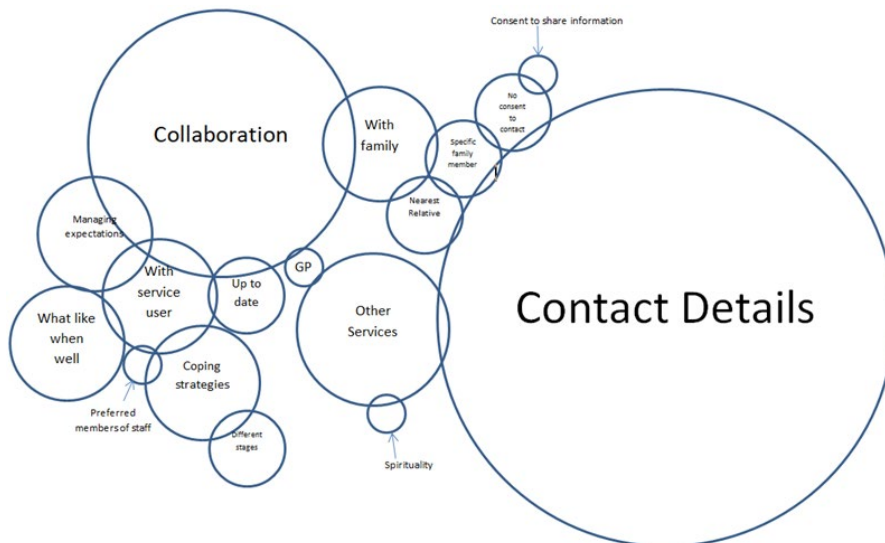 Consent to share information
No
consent
to
contact
Collaboration
With
family
Specific
family
member
Nearest
Relative
Managing
expectations
With
service
user
Up to
date
GP
Other
Services
Contact Details
What like
when
well
Coping
strategies
Preferred
members of staff
Different
stages
Spirituality